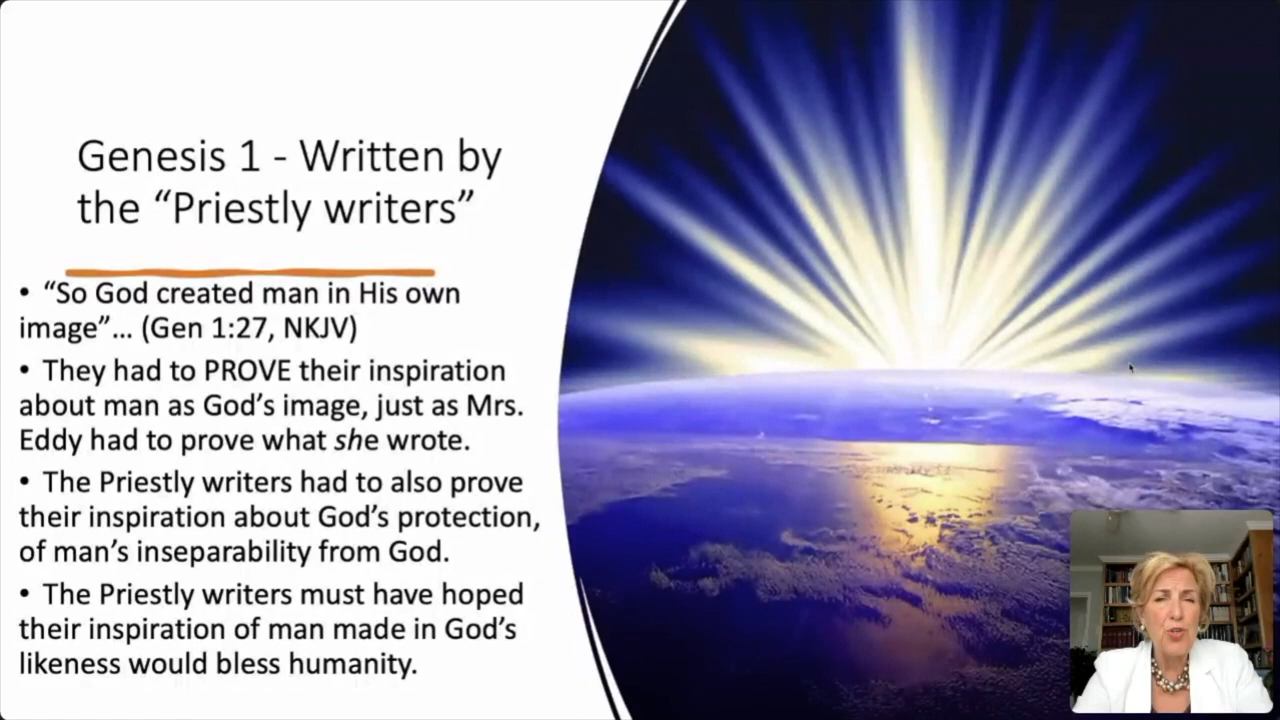 Genesis 1 - Written by
the “Priestly writers”
• “So God created man in His own
image”... (Gen 1:27, NKJV)
• They had to PROVE their inspiration
about man as God’s image, just as Mrs.
Eddy had to prove what she wrote.
• The Priestly writers had to also prove
their inspiration about God’s protection,
of man’s inseparability from God.
• The Priestly writers must have hoped
their inspiration of man made in God’s
likeness would bless humanity.